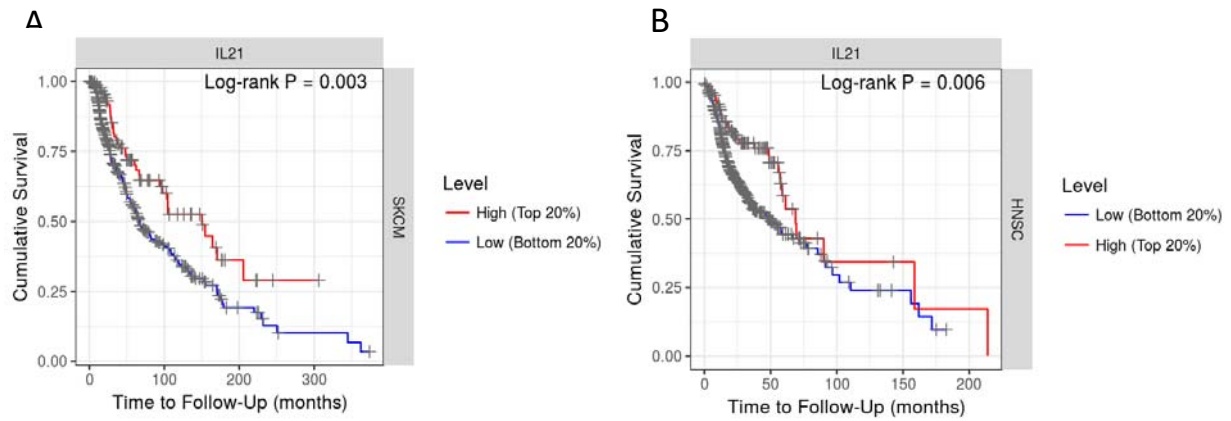 A
IL21
Log-rank P = 0.003
1.00
0.75
0.50
0.25
0.00
Cumulative Survival
0 100 200 300
Time to Follow-Up (months)
SKCM
Level
High (Top 20%)
Low (Bottom 20%)
B
IL21
Log-rank P = 0.006
1.00
0.75
0.50
0.25
0.00
Cumulative Survival
0 50 100 150 200
Time to Follow-Up (months)
HNSC
Level
Low (Bottom 20%)
High (Top 20%)